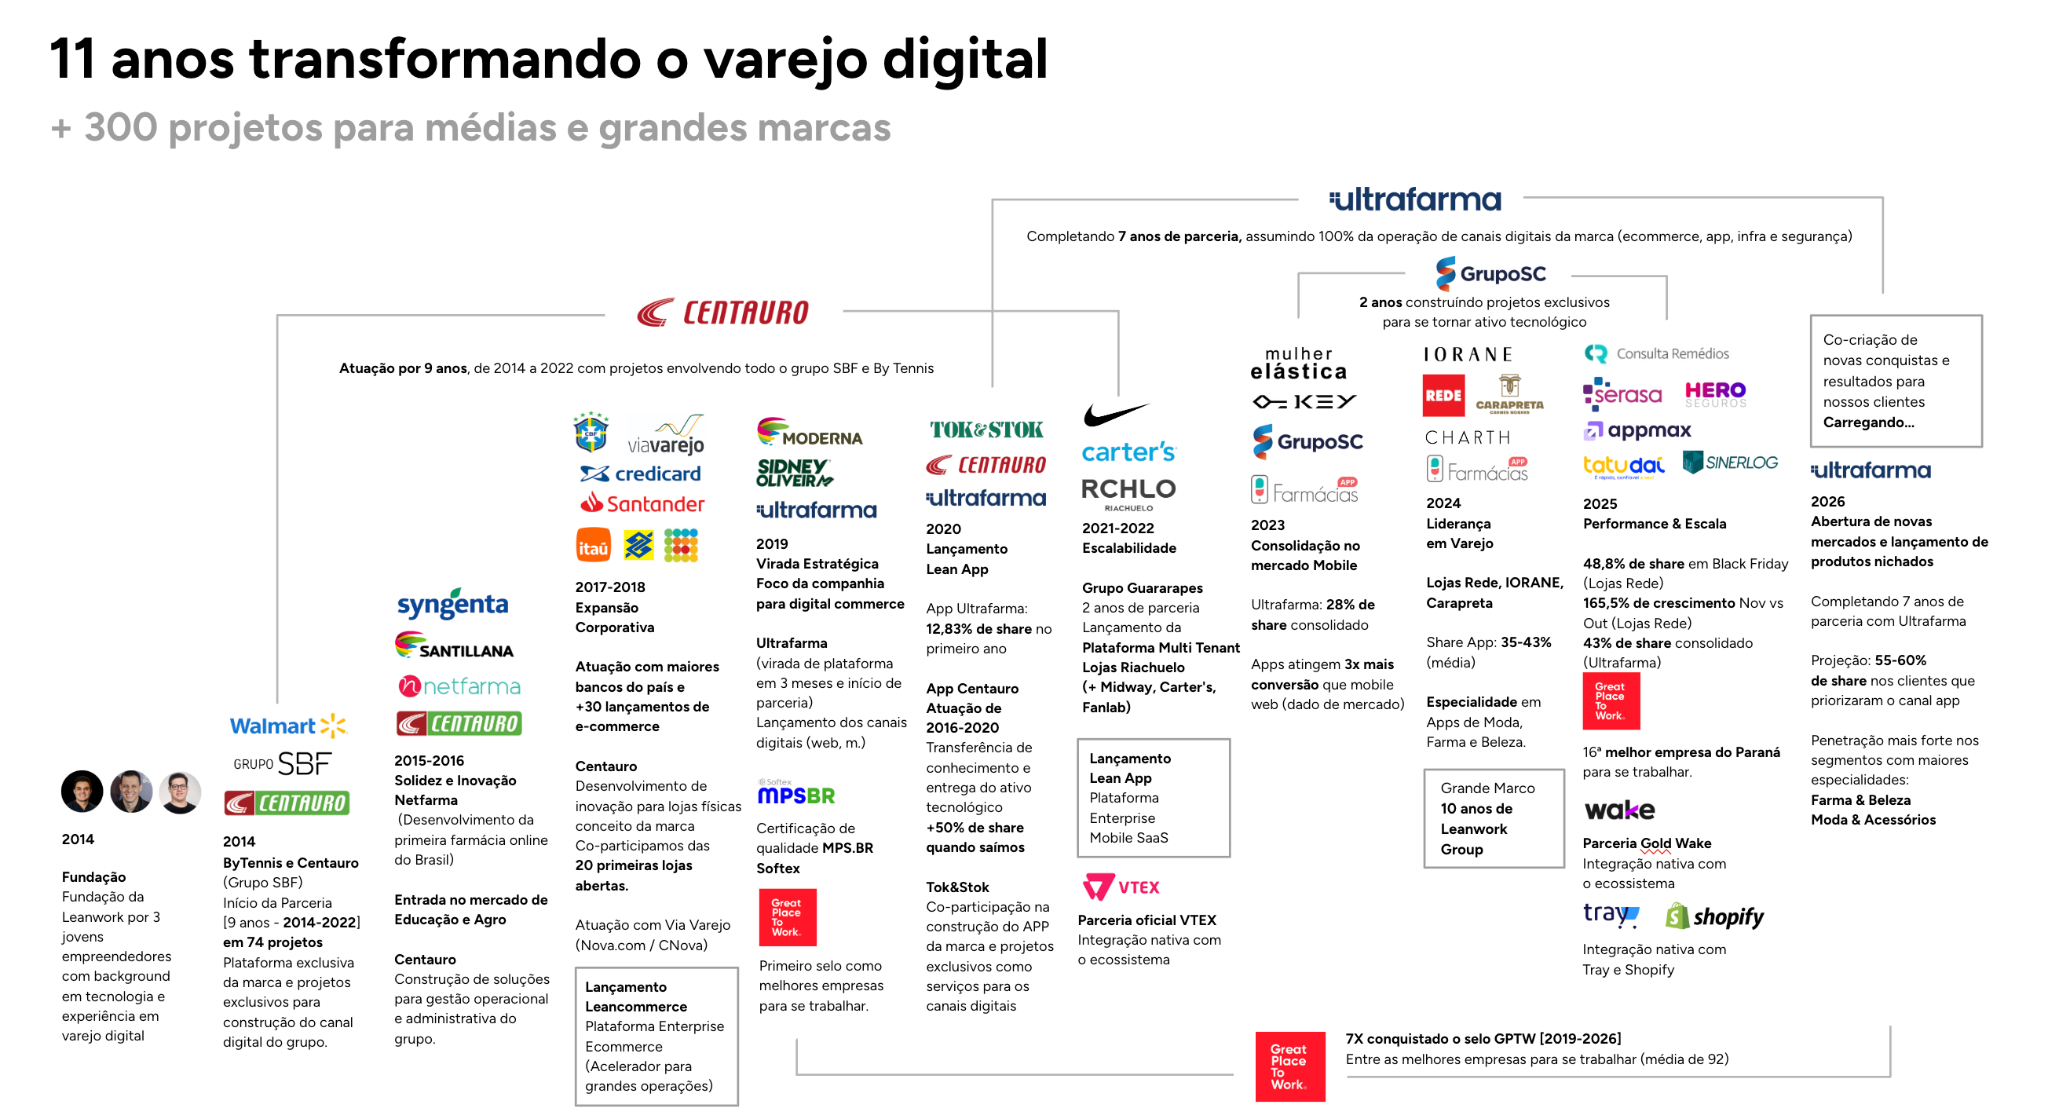 11 anos transformando o varejo digital
+ 300 projetos para médias e grandes marcas
ultrafarma
Completando 7 anos de parceria, assumindo 100% da operação de canais digitais da marca (ecommerce, app, infra e segurança)
GrupoSC
2 anos construíndo projetos exclusivos
para se tornar ativo tecnológico
CENTAURO
Atuação por 9 anos, de 2014 a 2022 com projetos envolvendo todo o grupo SBF e By Tennis
2014
Fundação
Fundação da
Leanwork por 3
jovens
empreendedores
com background
em tecnologia e
experiência em
varejo digital
Walmart
GRUPO SBF
CENTAURO
2014
ByTennis e Centauro
(Grupo SBF)
Início da Parceria
[9 anos - 2014-2022]
em 74 projetos
Plataforma exclusiva
da marca e projetos
exclusivos para
construção do canal
digital do grupo.
syngenta
SANTILLANA
netfarma
CENTAURO
2015-2016
Solidez e Inovação
Netfarma
(Desenvolvimento da
primeira farmácia online
do Brasil)
Entrada no mercado de
Educação e Agro
Centauro
Construção de soluções
para gestão operacional
e administrativa do
grupo.
CBF
viavarejo
credicard
Santander
itaú
2017-2018
Expansão
Corporativa
Atuação com maiores
bancos do país e
+30 lançamentos de
e-commerce
Centauro
Desenvolvimento de
inovação para lojas físicas
conceito da marca
Co-participamos das
20 primeiras lojas
abertas.
Atuação com Via Varejo
(Nova.com / CNova)
Lançamento
Leancommerce
Plataforma Enterprise
Ecommerce
(Acelerador para
grandes operações)
MODERNA
SIDNEY
OLIVEIRA
ultrafarma
2019
Virada Estratégica
Foco da companhia
para digital commerce
Ultrafarma
(virada de plataforma
em 3 meses e início de
parceria)
Lançamento dos canais
digitais (web, m.)
Softex
MPSBR
Certificação de
qualidade MPS.BR
Softex
Great
Place
To
Work.
Primeiro selo como
melhores empresas
para se trabalhar.
TOK&STOK
CENTAURO
ultrafarma
2020
Lançamento
Lean App
App Ultrafarma:
12,83% de share no
primeiro ano
App Centauro
Atuação de
2016-2020
Transferência de
conhecimento e
entrega do ativo
tecnológico
+50% de share
quando saímos
Tok&Stok
Co-participação na
construção do APP
da marca e projetos
exclusivos como
serviços para os
canais digitais
carter's
RCHLO
RIACHUELO
2021-2022
Escalabilidade
Grupo Guararapes
2 anos de parceria
Lançamento da
Plataforma Multi Tenant
Lojas Riachuelo
(+ Midway, Carter's,
Fanlab)
Lançamento
Lean App
Plataforma
Enterprise
Mobile SaaS
VTEX
Parceria oficial VTEX
Integração nativa com
o ecossistema
mulher
elástica
KEY
GrupoSC
APP
Farmácias
2023
Consolidação no
mercado Mobile
Ultrafarma: 28% de
share consolidado
Apps atingem 3x mais
conversão que mobile
web (dado de mercado)
IORANE
REDE
CARAPRETA
CHARTH
APP
Farmácias
2024
Liderança
em Varejo
Lojas Rede, IORANE,
Carapreta
Share App: 35-43%
(média)
Especialidade em
Apps de Moda,
Farma e Beleza.
Grande Marco
10 anos de
Leanwork
Group
Consulta Remédios
serasa
HERO
SEGUROS
appmax
tatudaí
SINERLOG
2025
Performance & Escala
48,8% de share em Black Friday
(Lojas Rede)
165,5% de crescimento Nov vs
Out (Lojas Rede)
43% de share consolidado
(Ultrafarma)
Great
Place
To
Work.
16ª melhor empresa do Paraná
para se trabalhar.
wake
Parceria Gold Wake
Integração nativa com
o ecossistema
tray
shopify
Integração nativa com
Tray e Shopify
Co-criação de
novas conquistas e
resultados para
nossos clientes
Carregando...
ultrafarma
2026
Abertura de novas
mercados e lançamento de
produtos nichados
Completando 7 anos de
parceria com Ultrafarma
Projeção: 55-60%
de share nos clientes que
priorizaram o canal app
Penetração mais forte nos
segmentos com maiores
especialidades:
Farma & Beleza
Moda & Acessórios
Great
Place
To
Work.
7X conquistado o selo GPTW [2019-2026]
Entre as melhores empresas para se trabalhar (média de 92)